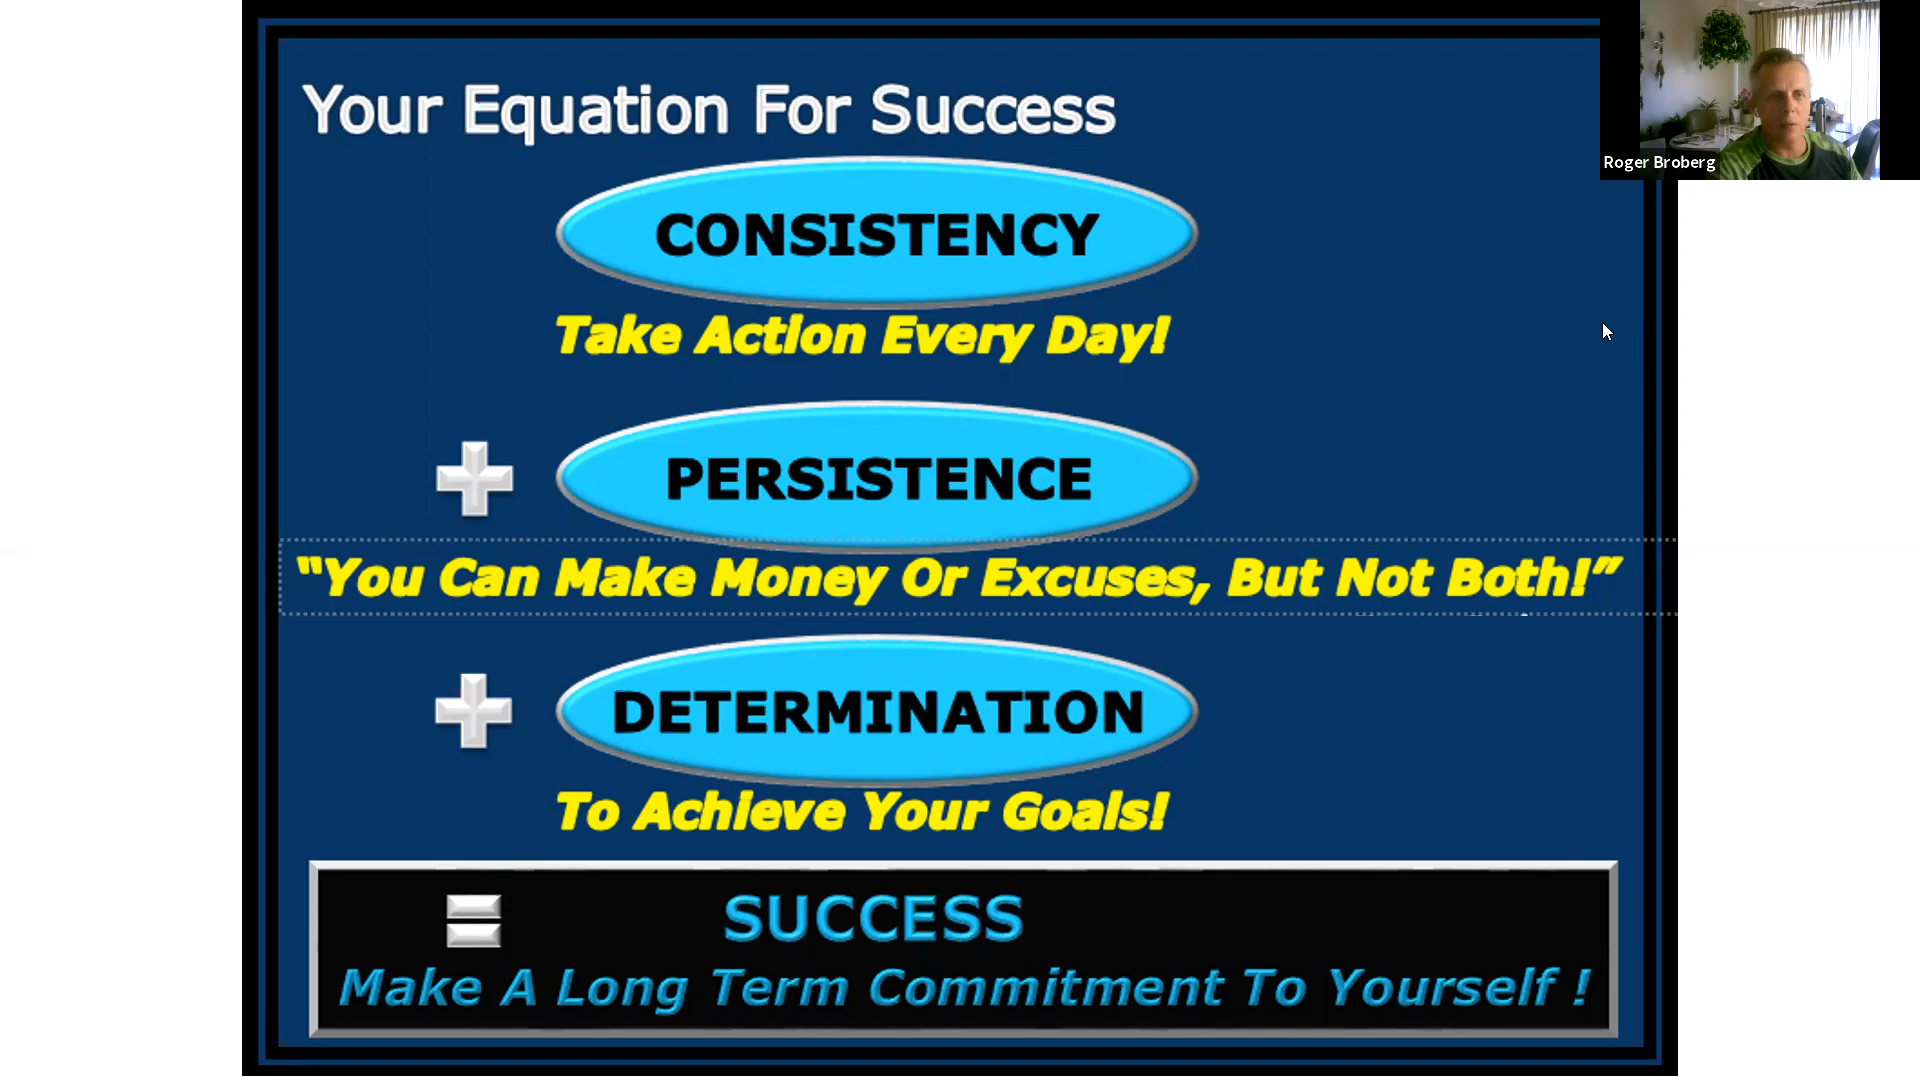 Your Equation For Success
CONSISTENCY
Take Action Every Day!
+ PERSISTENCE
“You Can Make Money Or Excuses, But Not Both!”
+ DETERMINATION
To Achieve Your Goals!
= SUCCESS
Make A Long Term Commitment To Yourself !
Roger Broberg